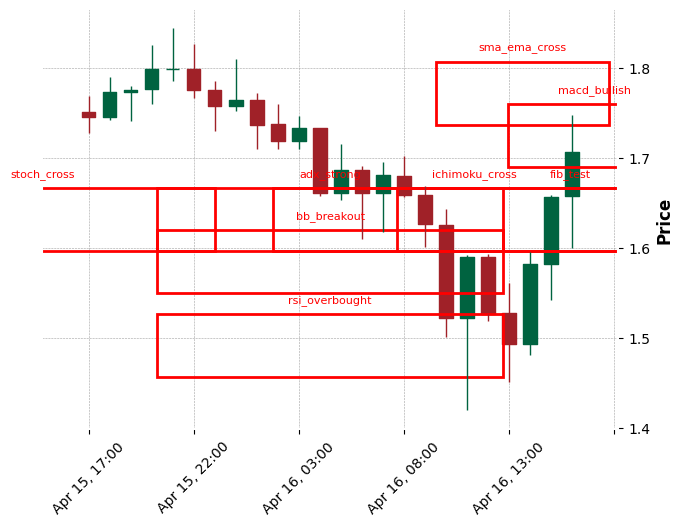 sma_ema_cross
1.8
macd_bullish
stoch_cross
ichimoku_cross
fib_test
1.7
bb_breakout
1.6
rsi_overbought
1.5
1.4
Price
Apr 15, 17:00
Apr 15, 22:00
Apr 16, 03:00
Apr 16, 08:00
Apr 16, 13:00